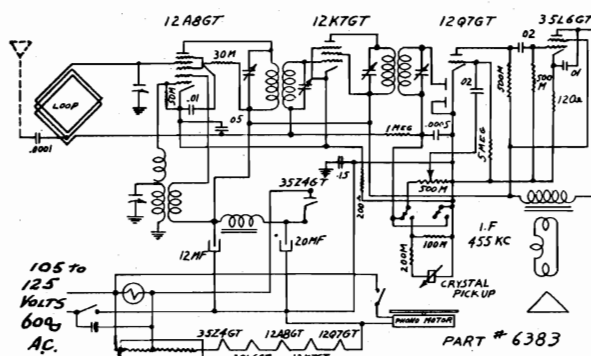 12A8GT
12K7GT
12Q7GT
35L6GT
30M
.02
LOOP
50M
.01
.05
.02
500M
500
M
.01
120Ω
.0001
1MEG
.0005
.5MEG
.15
35Z4GT
200M
500M
12MF
20MF
200M
100M
I.F
455 KC
105 to
125
VOLTS
60~
A.C.
CRYSTAL
PICKUP
PHONO MOTOR
35Z4GT
12A8GT
12Q7GT
PART # 6383